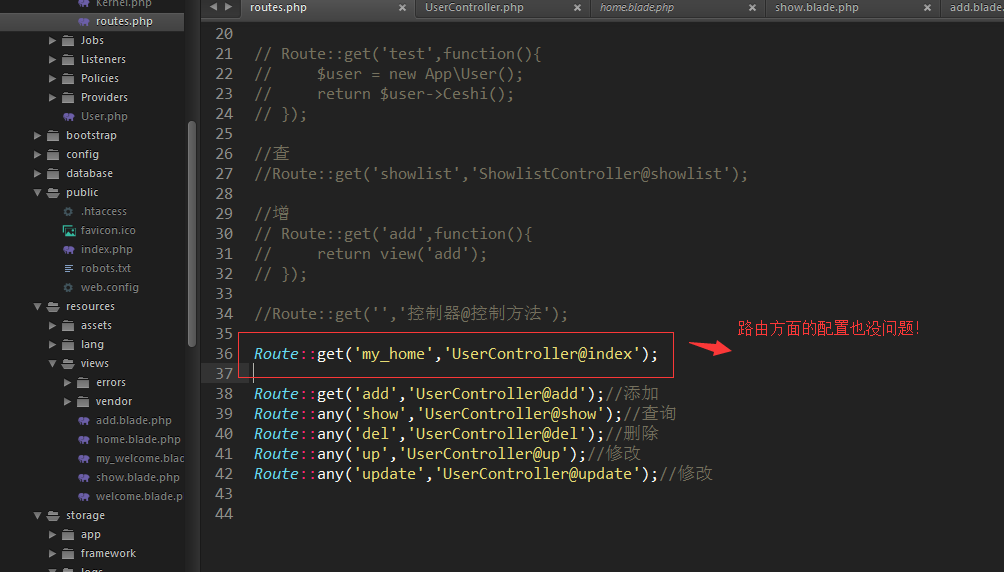 kernel.php
routes.php
Jobs
Listeners
Policies
Providers
User.php
bootstrap
config
database
public
.htaccess
favicon.ico
index.php
robots.txt
web.config
resources
assets
lang
views
errors
vendor
add.blade.php
home.blade.php
my_welcome.blac
show.blade.php
welcome.blade.p
storage
app
framework
logs
routes.php × UserController.php × home.blade.php × show.blade.php × add.blade.
20
21 // Route::get('test',function(){
22 //     $user = new App\User();
23 //     return $user->Ceshi();
24 // });
25
26 //查
27 //Route::get('showlist','ShowlistController@showlist');
28
29 //增
30 // Route::get('add',function(){
31 //     return view('add');
32 // });
33
34 //Route::get('','控制器@控制方法');
35
36 Route::get('my_home','UserController@index');
37
38 Route::get('add','UserController@add');//添加
39 Route::any('show','UserController@show');//查询
40 Route::any('del','UserController@del');//删除
41 Route::any('up','UserController@up');//修改
42 Route::any('update','UserController@update');//修改
43
44
路由方面的配置也没问题!